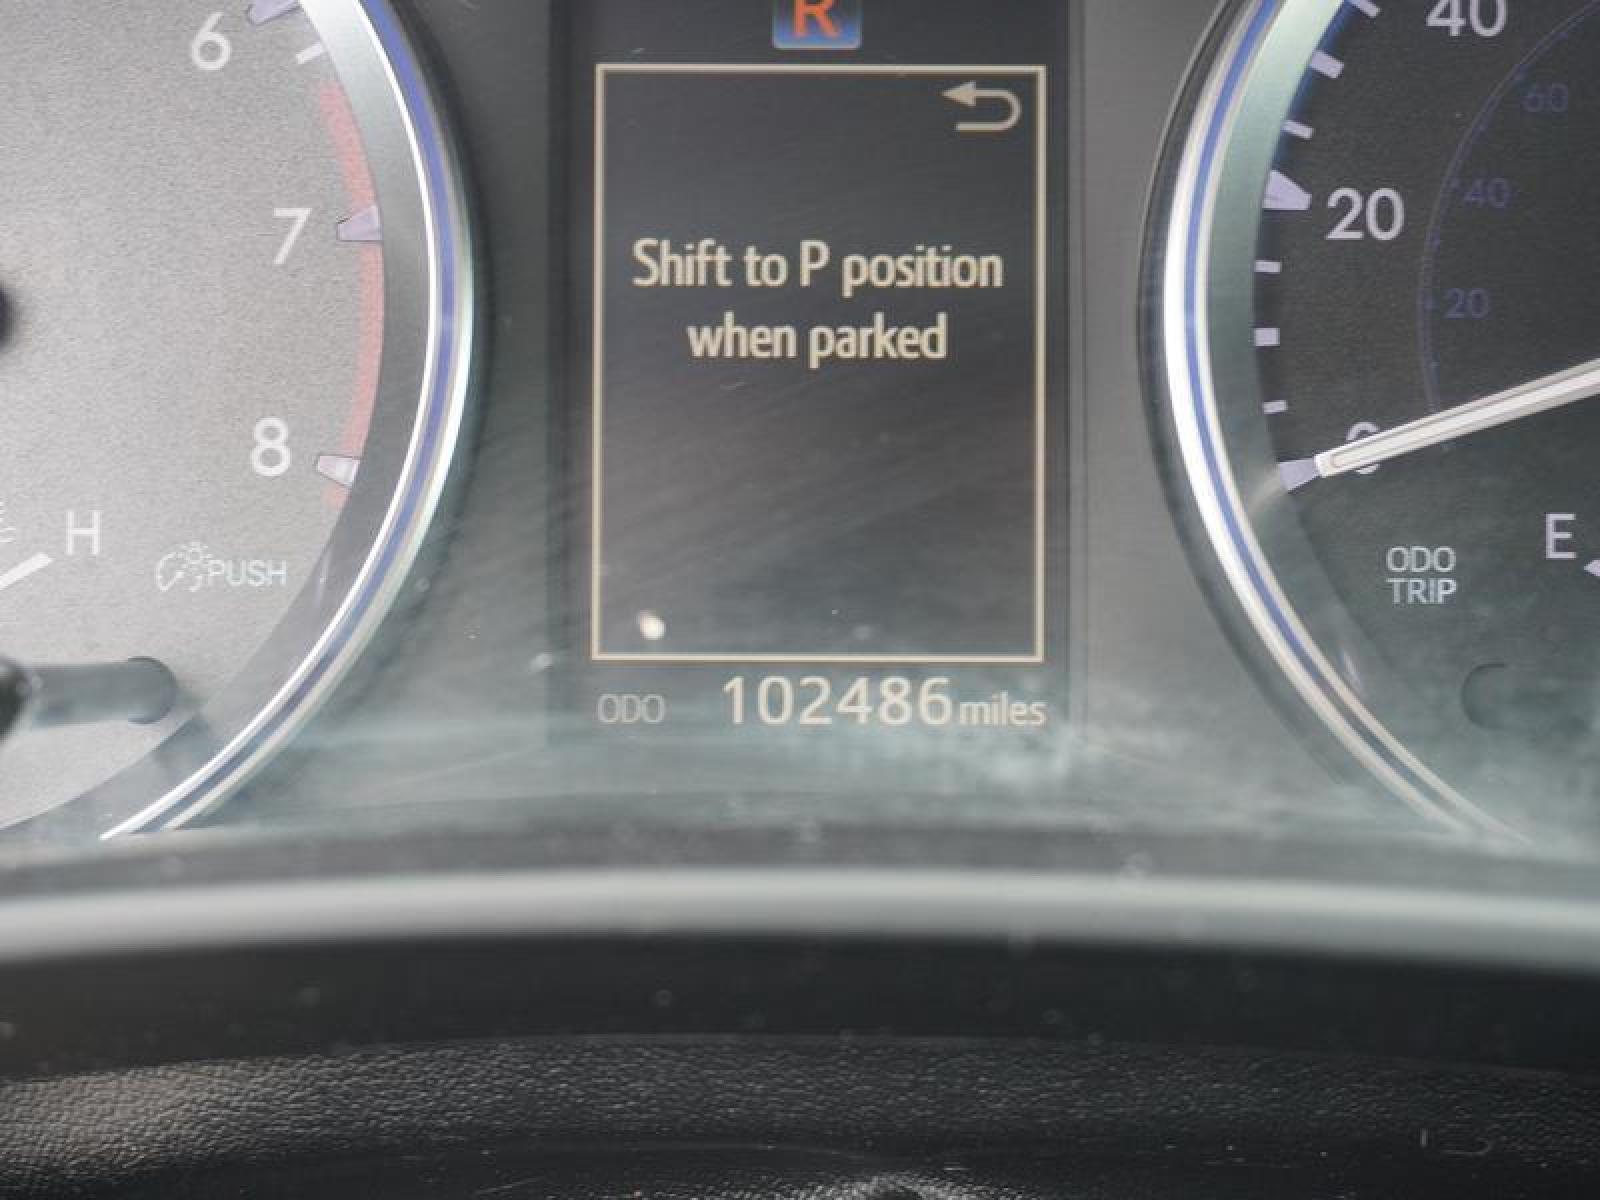 R
6
7
8
H
PUSH
Shift to P position
when parked
ODO 102486 miles
40
60
20
40
20
0
E
ODO
TRIP